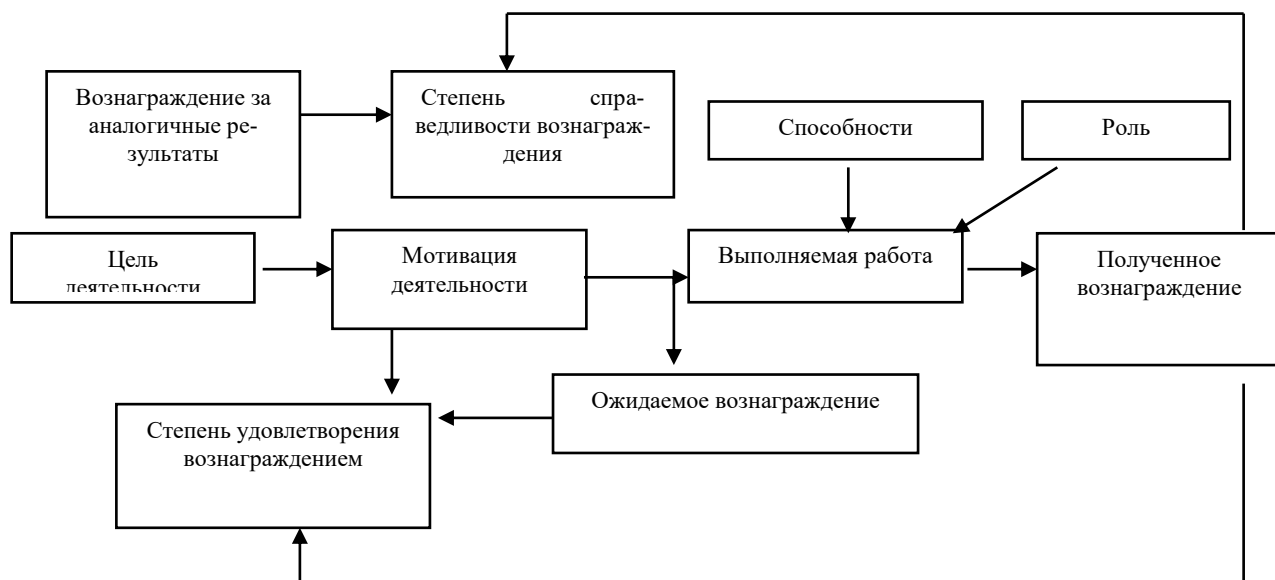 Вознаграждение за
аналогичные ре-
зультаты
Степень спра-
ведливости вознаграж-
дения
Способности
Роль
Цель
деятельности
Мотивация
деятельности
Выполняемая работа
Полученное
вознаграждение
Ожидаемое вознаграждение
Степень удовлетворения
вознаграждением